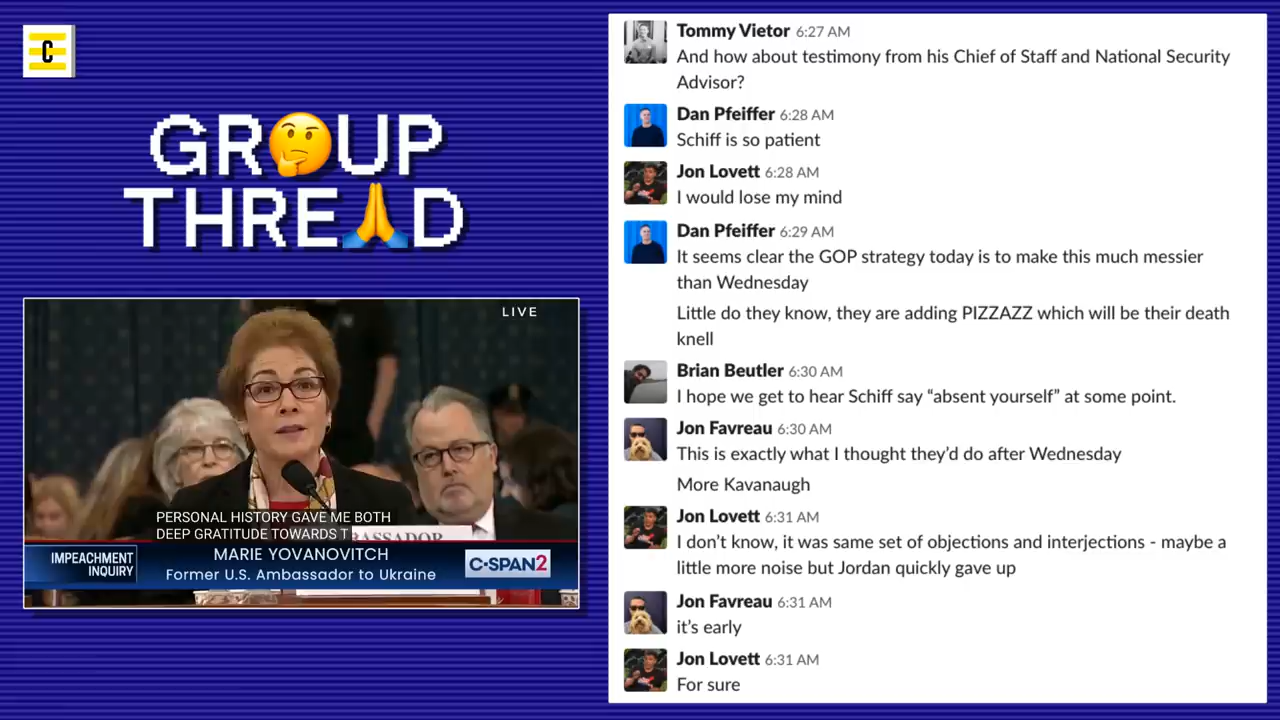 C
GR🤔UP
THRE🙏D
LIVE
PERSONAL HISTORY GAVE ME BOTH
DEEP GRATITUDE TOWARDS T
BASSADOR
IMPEACHMENT
INQUIRY
MARIE YOVANOVITCH
Former U.S. Ambassador to Ukraine
C-SPAN2
Tommy Vietor 6:27 AM
And how about testimony from his Chief of Staff and National Security
Advisor?
Dan Pfeiffer 6:28 AM
Schiff is so patient
Jon Lovett 6:28 AM
I would lose my mind
Dan Pfeiffer 6:29 AM
It seems clear the GOP strategy today is to make this much messier
than Wednesday
Little do they know, they are adding PIZZAZZ which will be their death
knell
Brian Beutler 6:30 AM
I hope we get to hear Schiff say “absent yourself” at some point.
Jon Favreau 6:30 AM
This is exactly what I thought they’d do after Wednesday
More Kavanaugh
Jon Lovett 6:31 AM
I don’t know, it was same set of objections and interjections - maybe a
little more noise but Jordan quickly gave up
Jon Favreau 6:31 AM
it’s early
Jon Lovett 6:31 AM
For sure